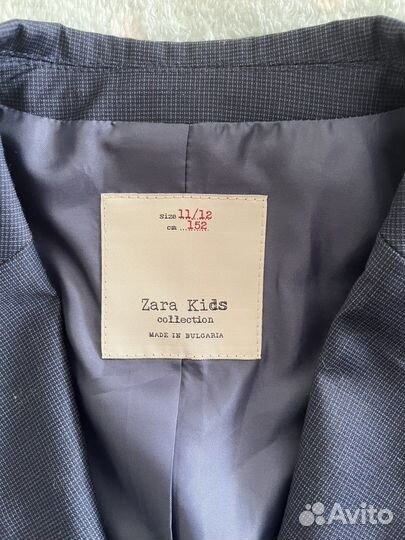 size 11/12
cm 152
Zara Kids
collection
MADE IN BULGARIA
Avito